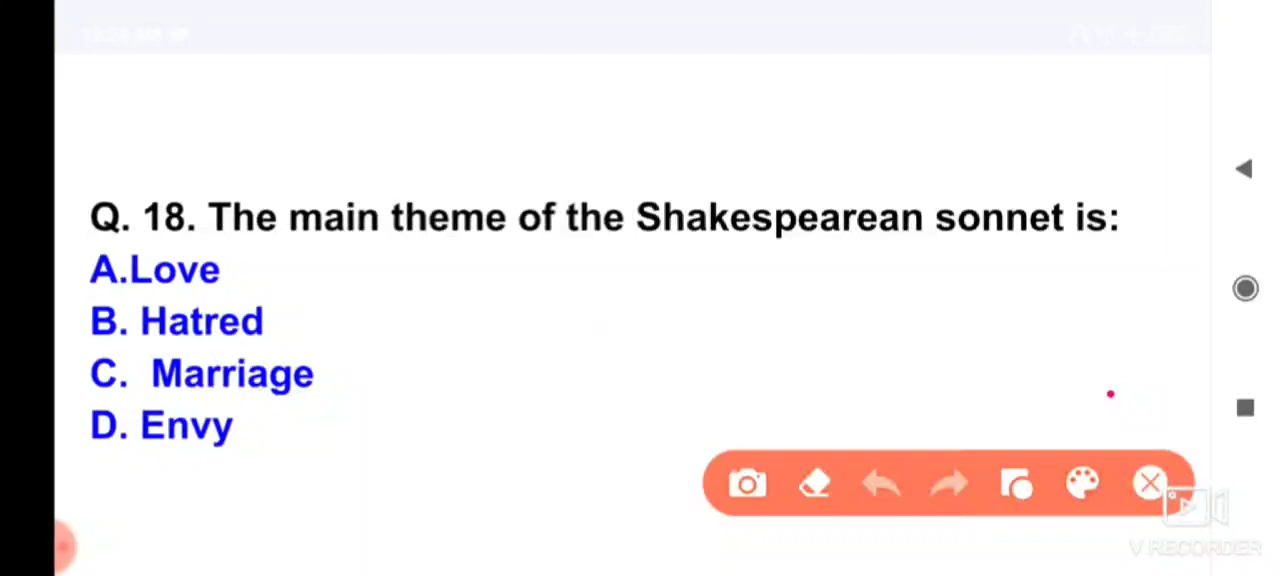 Q. 18. The main theme of the Shakespearean sonnet is:
A.Love
B. Hatred
C. Marriage
D. Envy
V RECORDER